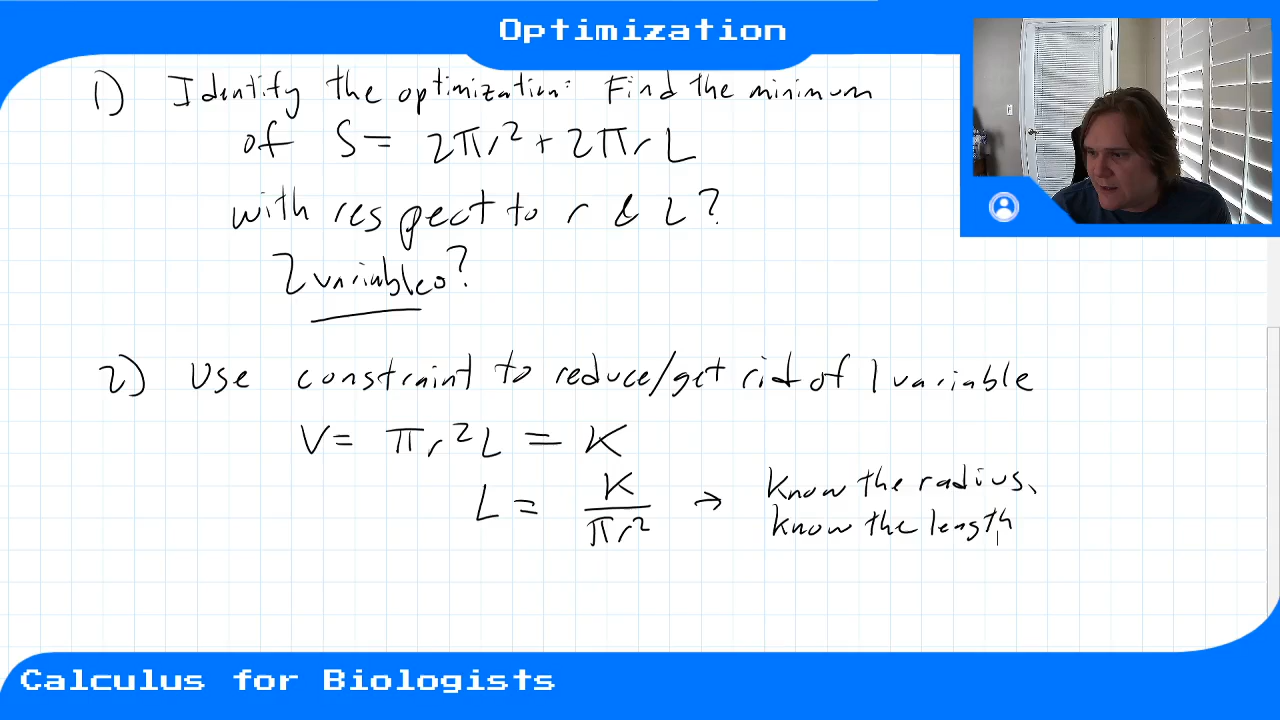 Optimization
1) Identify the optimization: Find the minimum
of S = 2πr² + 2πrL
with respect to r & L?
2 variables?
2) Use constraint to reduce/get rid of 1 variable
V = πr²L = K
L = K/πr² → know the radius,
know the length
Calculus for Biologists